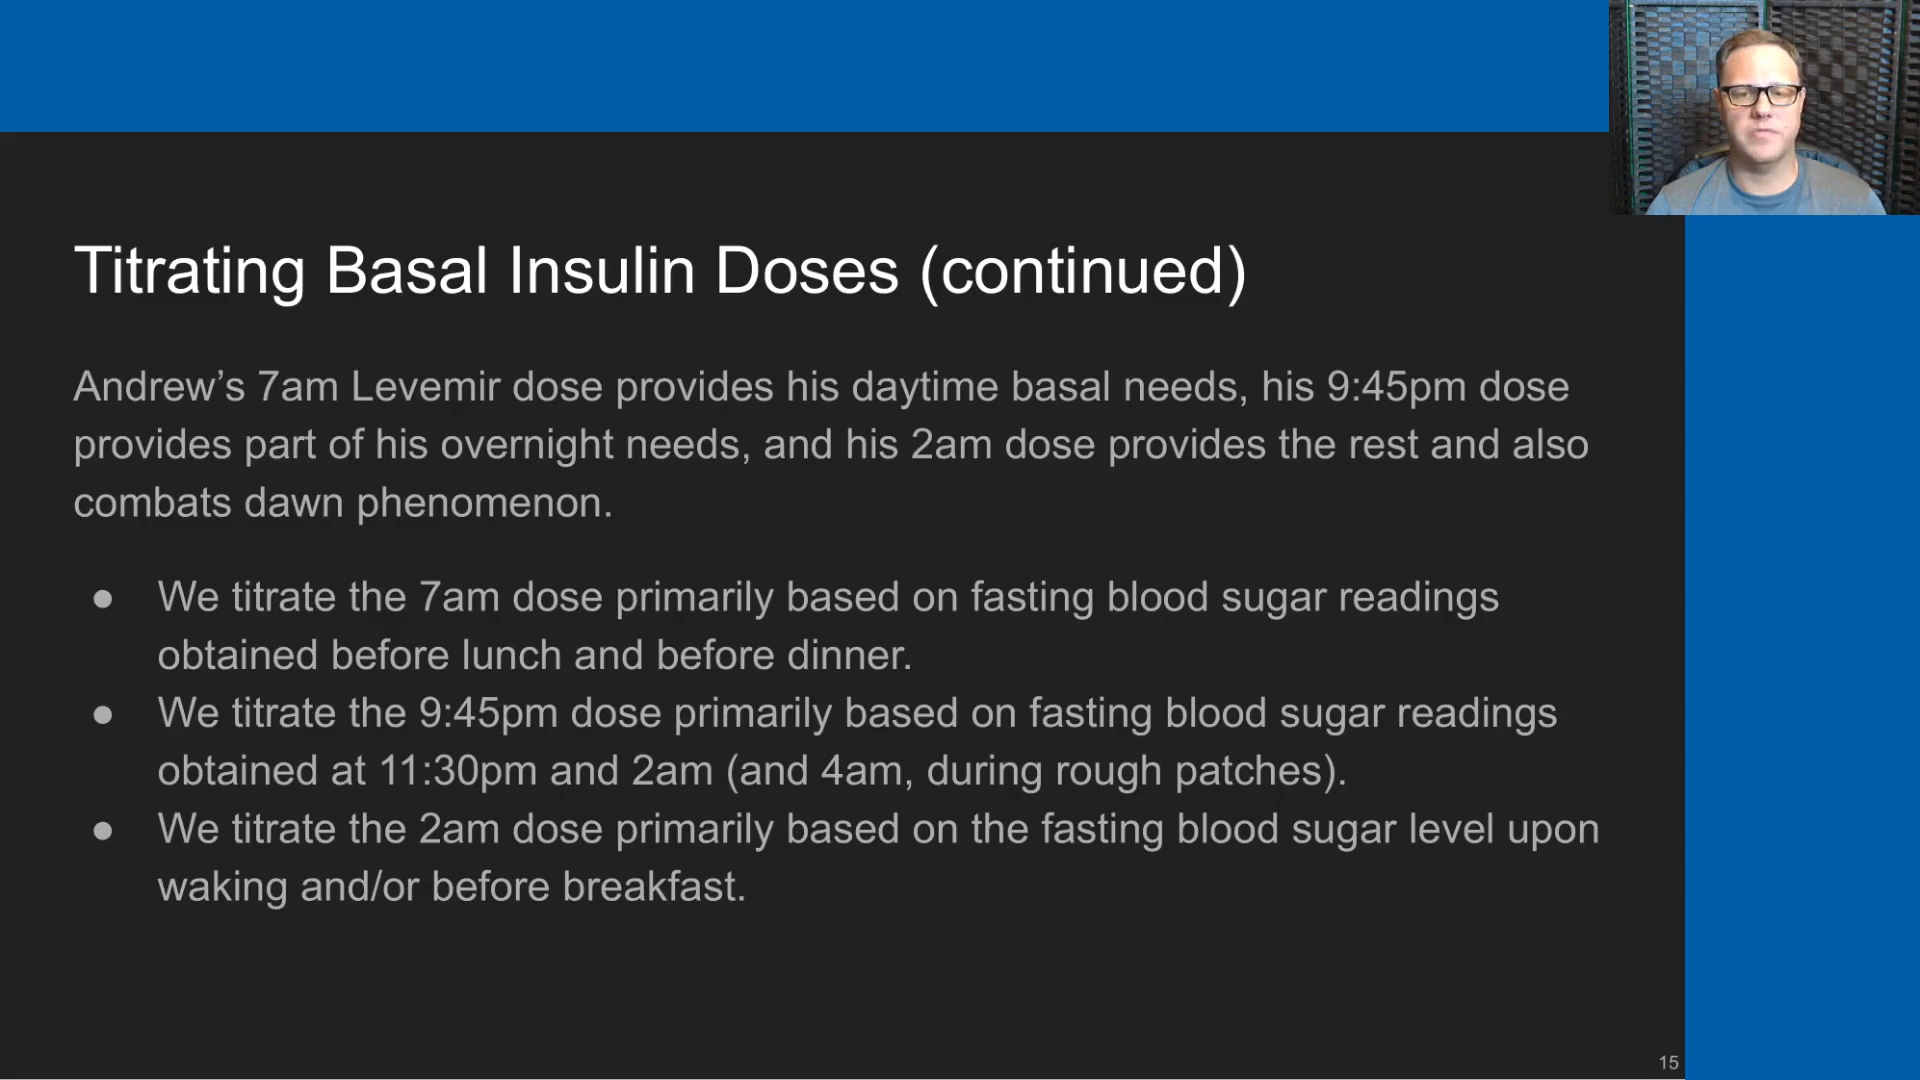 Titrating Basal Insulin Doses (continued)
Andrew’s 7am Levemir dose provides his daytime basal needs, his 9:45pm dose
provides part of his overnight needs, and his 2am dose provides the rest and also
combats dawn phenomenon.
● We titrate the 7am dose primarily based on fasting blood sugar readings
obtained before lunch and before dinner.
● We titrate the 9:45pm dose primarily based on fasting blood sugar readings
obtained at 11:30pm and 2am (and 4am, during rough patches).
● We titrate the 2am dose primarily based on the fasting blood sugar level upon
waking and/or before breakfast.
15